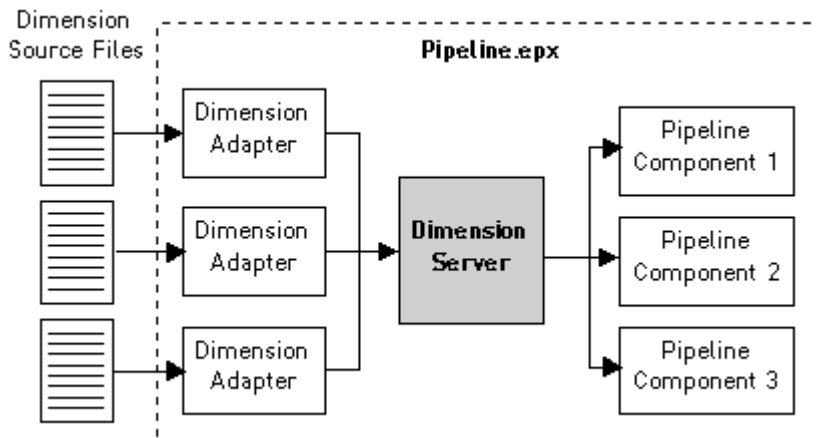 Dimension
Source Files
Pipeline.epx
Dimension
Adapter
Dimension
Adapter
Dimension
Adapter
Dimension
Server
Pipeline
Component 1
Pipeline
Component 2
Pipeline
Component 3